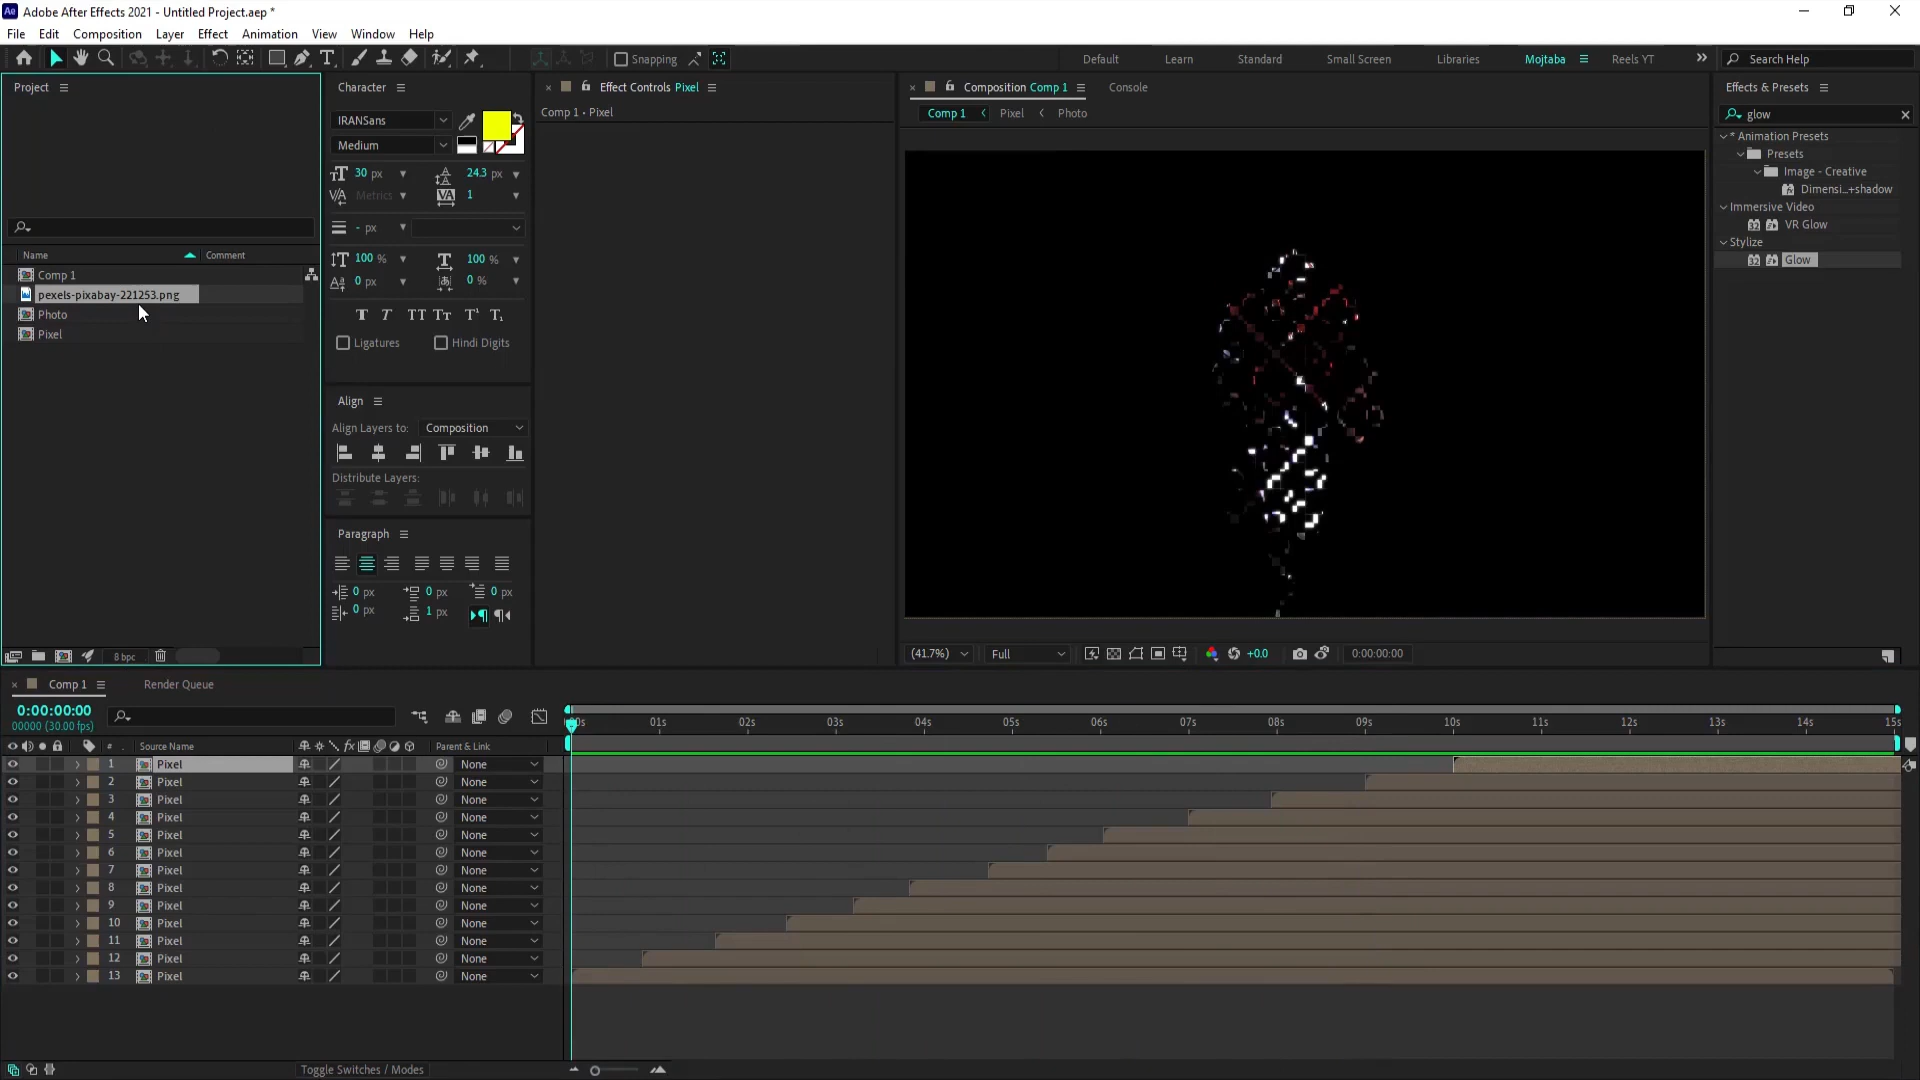 Adobe After Effects 2021 - Untitled Project.aep *
File Edit Composition Layer Effect Animation View Window Help
Snapping Default Learn Standard Small Screen Libraries Mojtaba Reels YT Search Help
Project
Name Comment
Comp 1
pexels-pixabay-221253.png
Photo
Pixel
8 bpc
Character
IRANSans
Medium
30 px 24.3 px
Metrics 1
- px
100 % 100 %
0 px 0 %
Ligatures Hindi Digits
Align
Align Layers to: Composition
Distribute Layers:
Paragraph
0 px 0 px 0 px
0 px 1 px
Effect Controls Pixel
Comp 1 • Pixel
Composition Comp 1 Console
Comp 1 Pixel Photo
(41.7%) Full +0.0 0:00:00:00
Effects & Presets
glow
* Animation Presets
Presets
Image - Creative
Dimensi...+shadow
Immersive Video
VR Glow
Stylize
Glow
Comp 1 Render Queue
0:00:00:00
00000 (30.00 fps)
01s 02s 03s 04s 05s 06s 07s 08s 09s 10s 11s 12s 13s 14s 15s
# Source Name Parent & Link
1 Pixel None
2 Pixel None
3 Pixel None
4 Pixel None
5 Pixel None
6 Pixel None
7 Pixel None
8 Pixel None
9 Pixel None
10 Pixel None
11 Pixel None
12 Pixel None
13 Pixel None
Toggle Switches / Modes